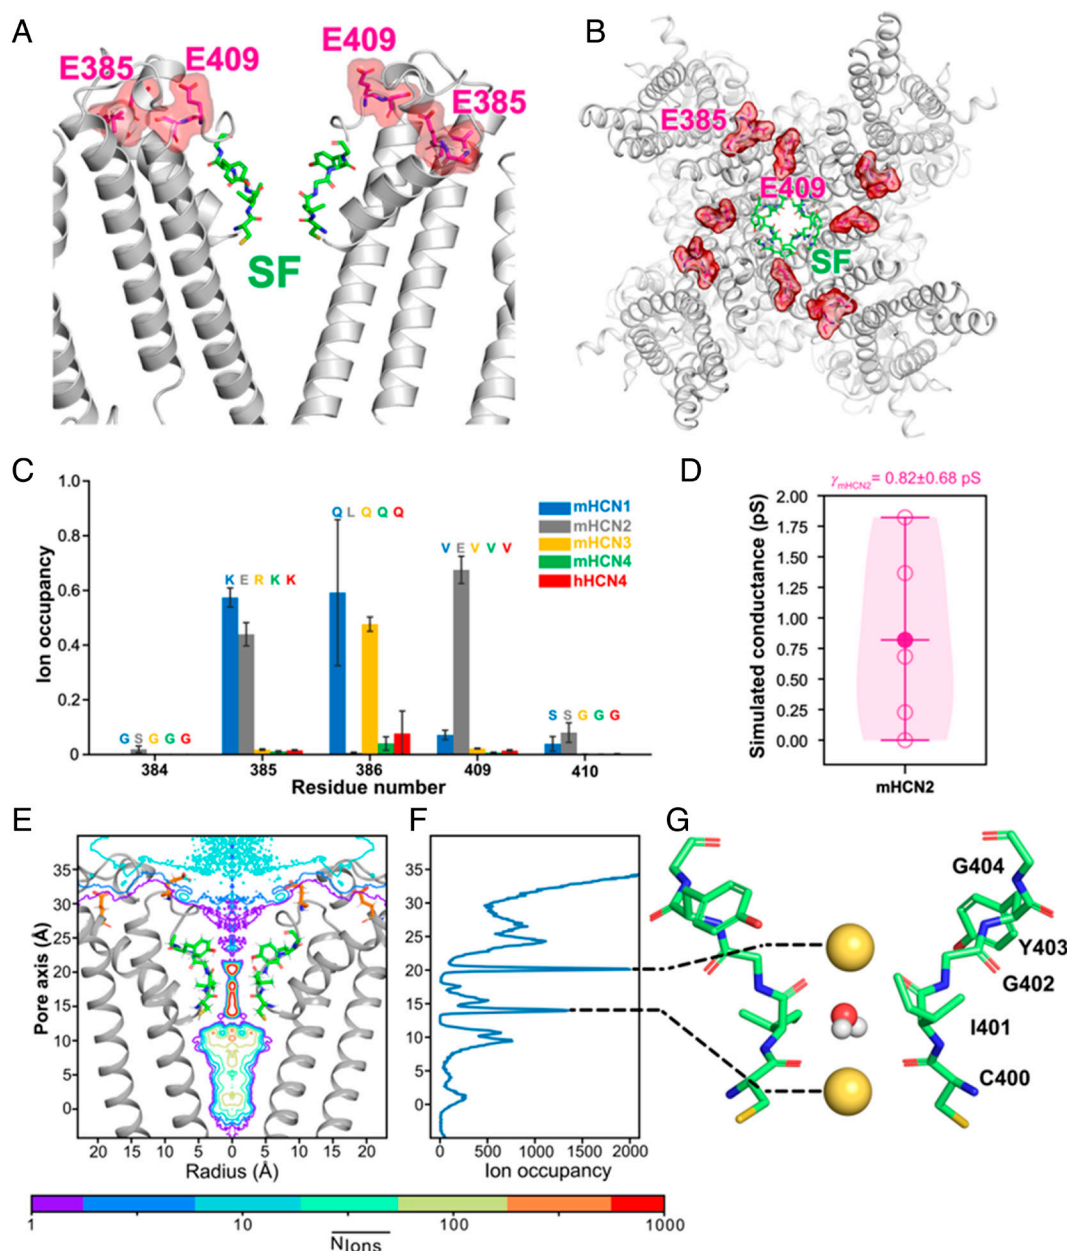 A
E385
E409
E409
E385
SF
B
E385
E409
SF
C
1.0
0.8
0.6
0.4
0.2
0
Ion occupancy
G S G G G
K E R K K
Q L Q Q Q
V E V V V
S S G G G
mHCN1
mHCN2
mHCN3
mHCN4
hHCN4
384 385 386 409 410
Residue number
D
γmHCN2= 0.82±0.68 pS
2.00
1.75
1.50
1.25
1.00
0.75
0.50
0.25
0.00
Simulated conductance (pS)
mHCN2
E
35
30
25
20
15
10
5
0
Pore axis (Å)
20 15 10 5 0 5 10 15 20
Radius (Å)
F
35
30
25
20
15
10
5
0
0 500 1000 1500 2000
Ion occupancy
G
G404
Y403
G402
I401
C400
1 10 100 1000
NIons